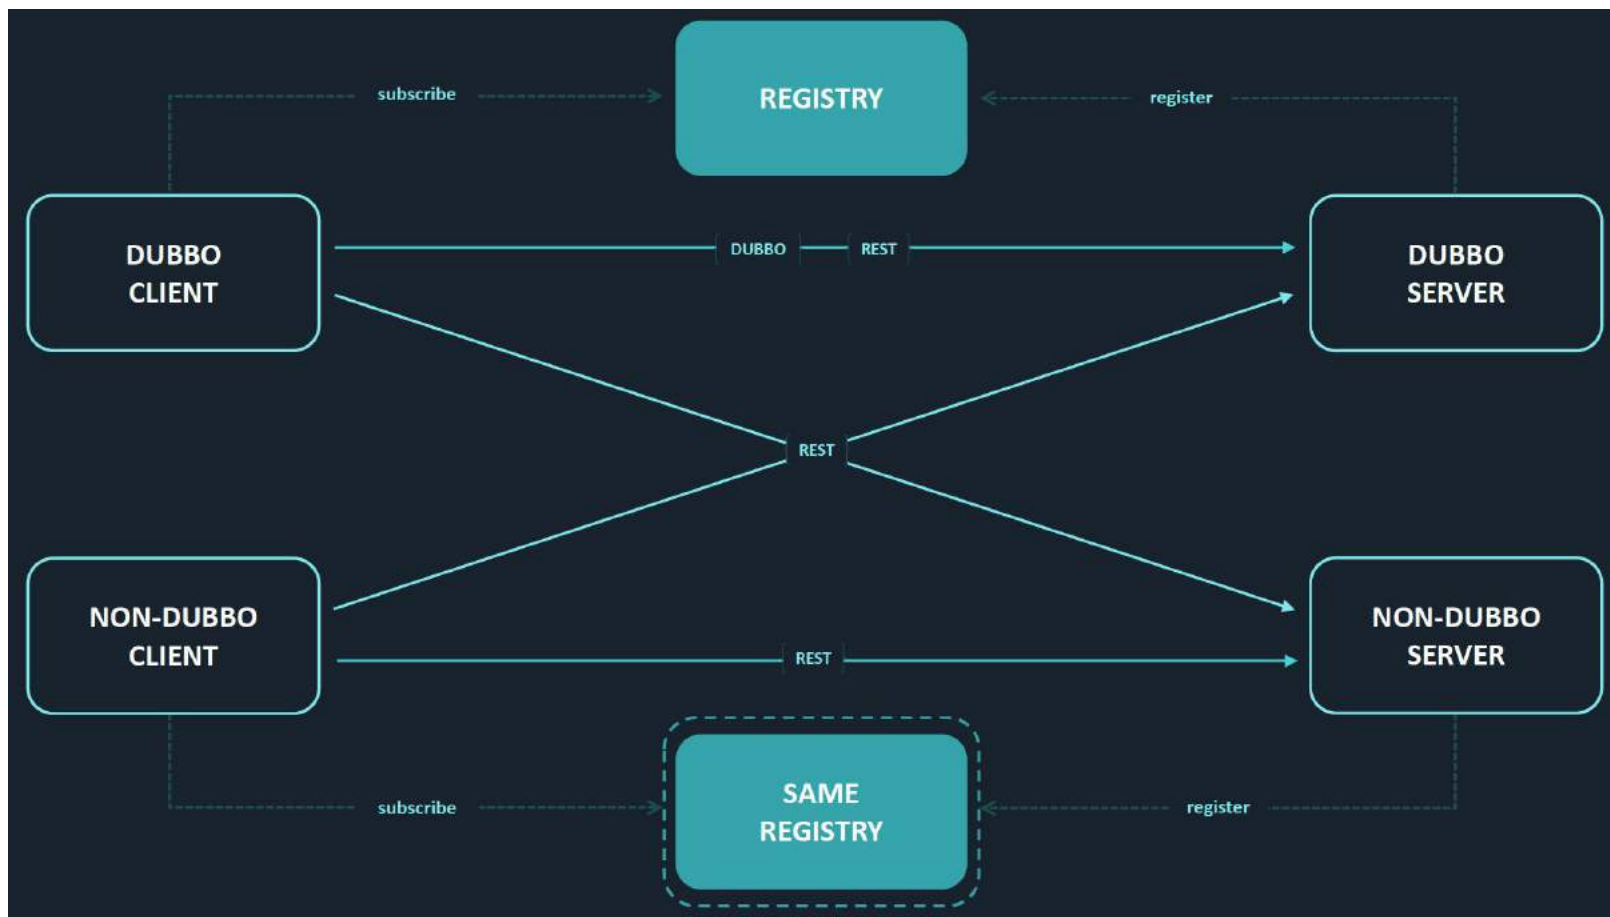 REGISTRY
subscribe
register
DUBBO
CLIENT
DUBBO
REST
DUBBO
SERVER
REST
NON-DUBBO
CLIENT
REST
NON-DUBBO
SERVER
subscribe
SAME
REGISTRY
register